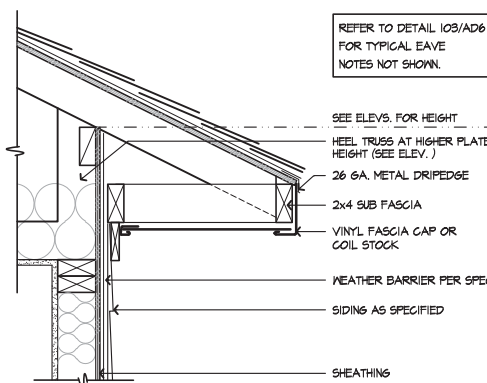 REFER TO DETAIL 103/AD6
FOR TYPICAL EAVE
NOTES NOT SHOWN.
SEE ELEVS. FOR HEIGHT
HEEL TRUSS AT HIGHER PLATE
HEIGHT (SEE ELEV. )
26 GA. METAL DRIPEDGE
2x4 SUB FASCIA
VINYL FASCIA CAP OR
COIL STOCK
WEATHER BARRIER PER SPEC
SIDING AS SPECIFIED
SHEATHING